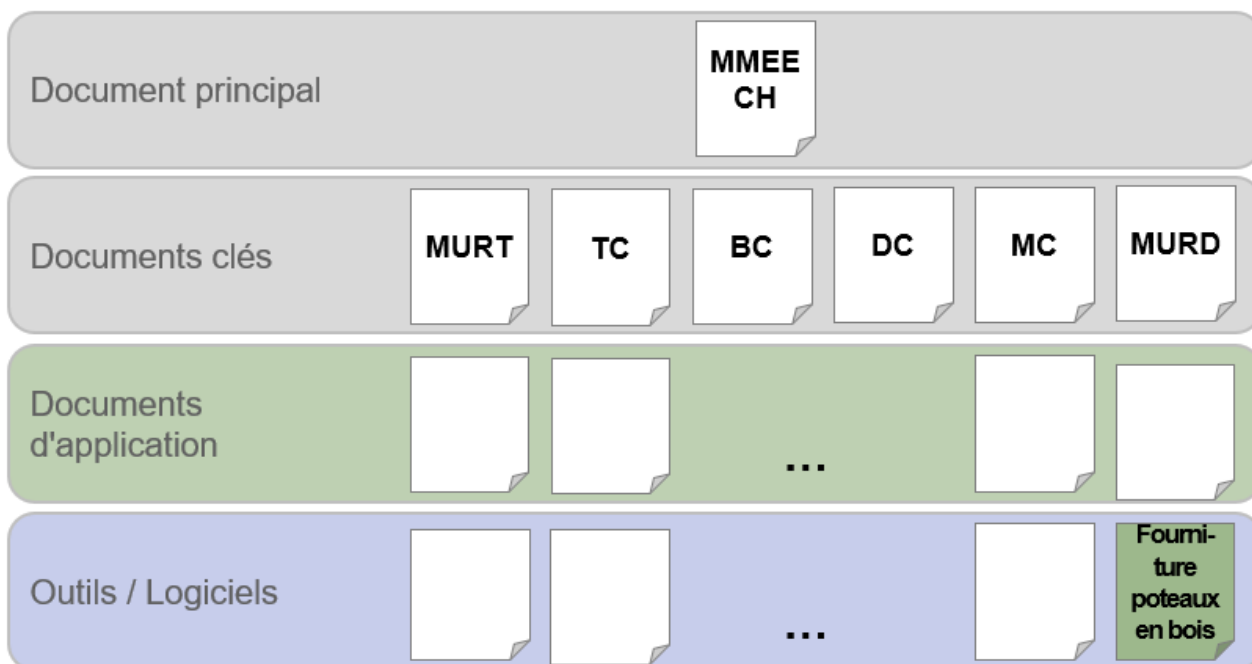 MMEE
CH
Document principal
Documents clés
MURT
TC
BC
DC
MC
MURD
Documents
d'application
...
Outils / Logiciels
...
Fourni-
ture
poteaux
en bois